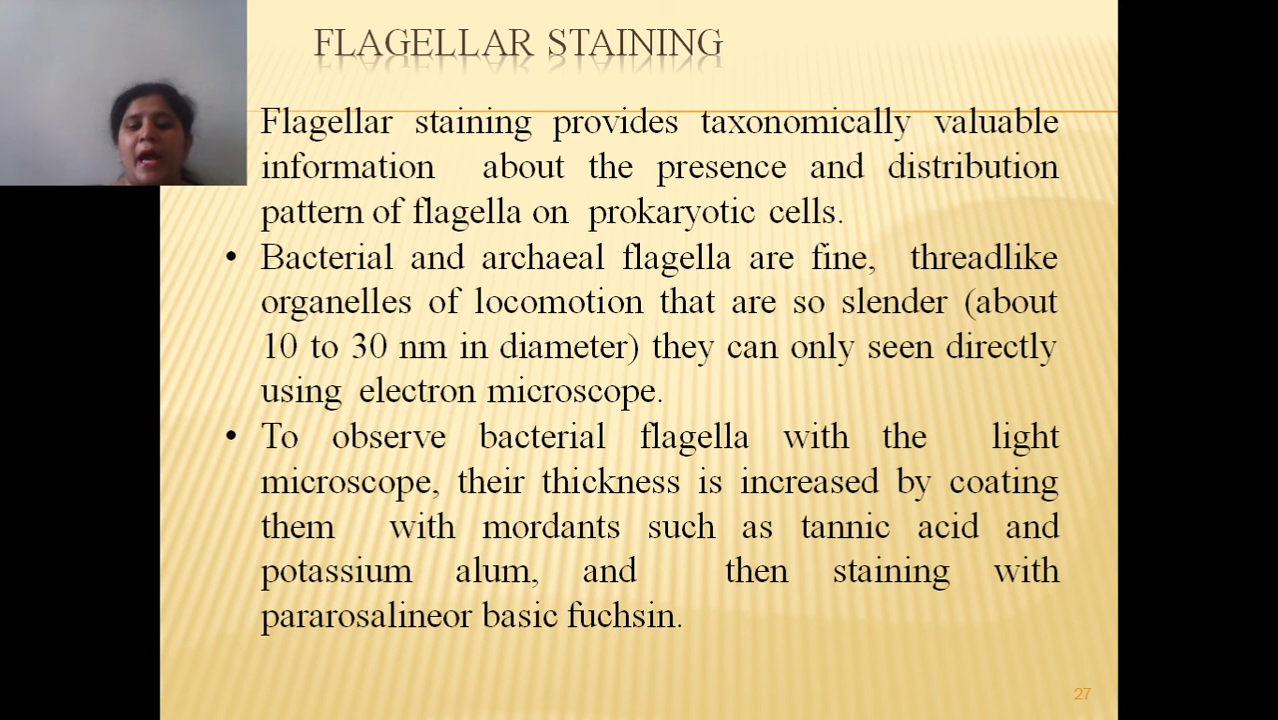 FLAGELLAR STAINING
Flagellar staining provides taxonomically valuable
information about the presence and distribution
pattern of flagella on prokaryotic cells.
• Bacterial and archaeal flagella are fine, threadlike
organelles of locomotion that are so slender (about
10 to 30 nm in diameter) they can only seen directly
using electron microscope.
• To observe bacterial flagella with the light
microscope, their thickness is increased by coating
them with mordants such as tannic acid and
potassium alum, and then staining with
pararosalineor basic fuchsin.
27